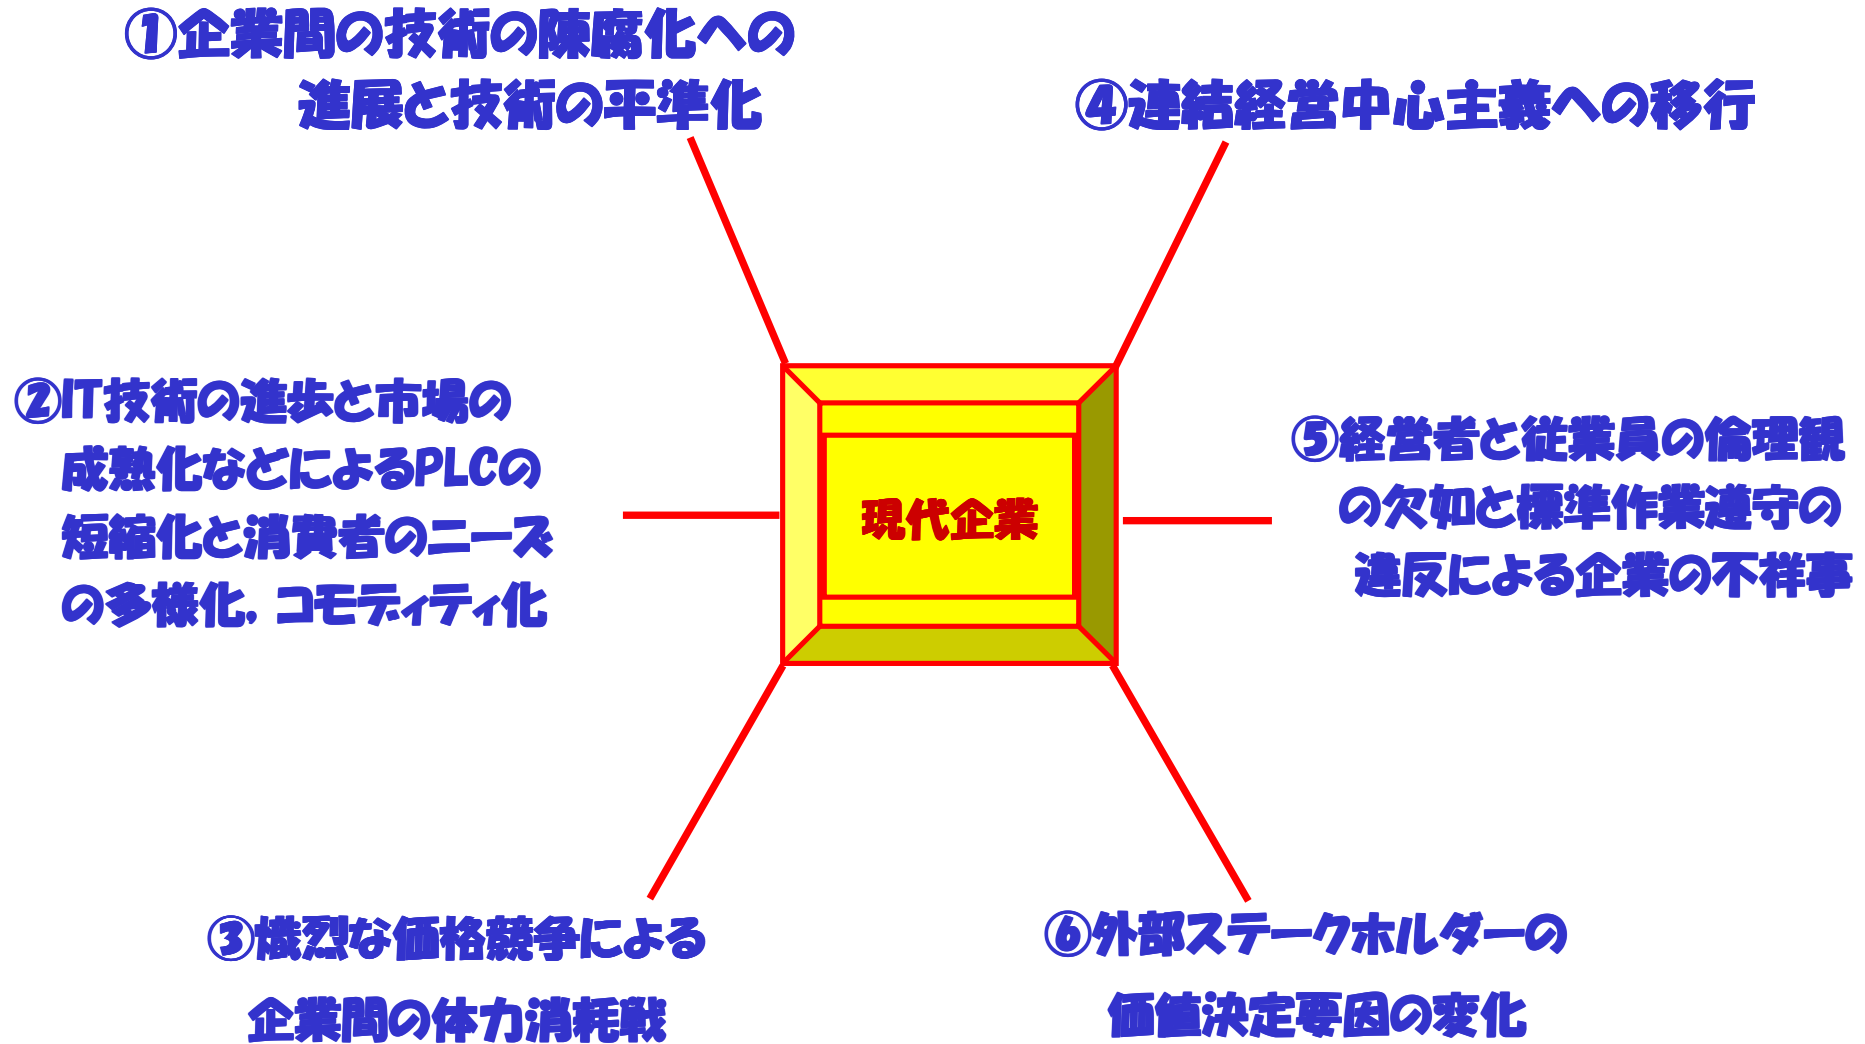 ①企業間の技術の陳腐化への
進展と技術の平準化
②IT技術の進歩と市場の
成熟化などによるPLCの
短縮化と消費者のニーズ
の多様化，コモディティ化
③熾烈な価格競争による
企業間の体力消耗戦
現代企業
④連結経営中心主義への移行
⑤経営者と従業員の倫理観
の欠如と標準作業遵守の
違反による企業の不祥事
⑥外部ステークホルダーの
価値決定要因の変化